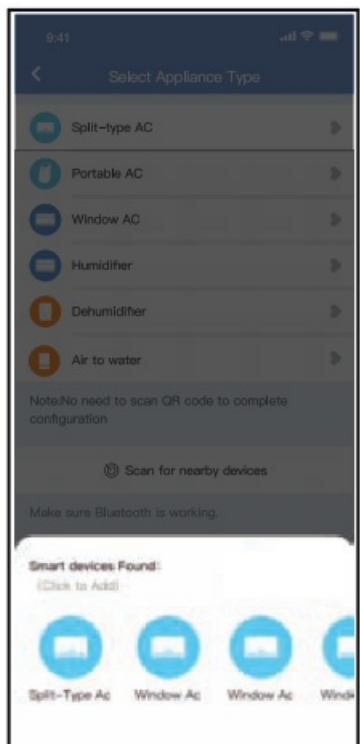 9:41
Select Appliance Type
Split-type AC
Portable AC
Window AC
Humidifier
Dehumidifier
Air to water
Note:No need to scan QR code to complete
configuration
Scan for nearby devices
Make sure Bluetooth is working.
Smart devices Found:
(Click to Add)
Split-Type Ac Window Ac Window Ac Wind